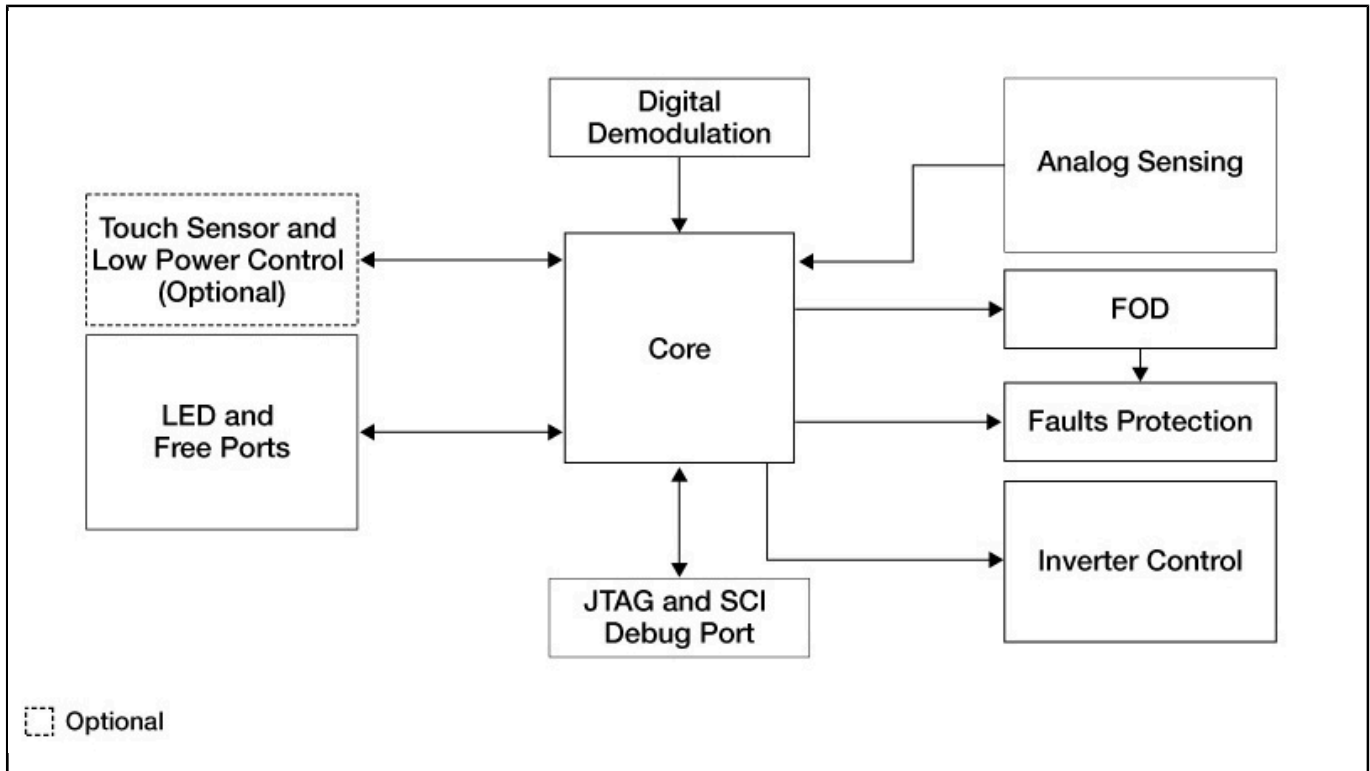 Digital
Demodulation
Analog Sensing
Touch Sensor and
Low Power Control
(Optional)
Core
FOD
Faults Protection
LED and
Free Ports
Inverter Control
JTAG and SCI
Debug Port
Optional